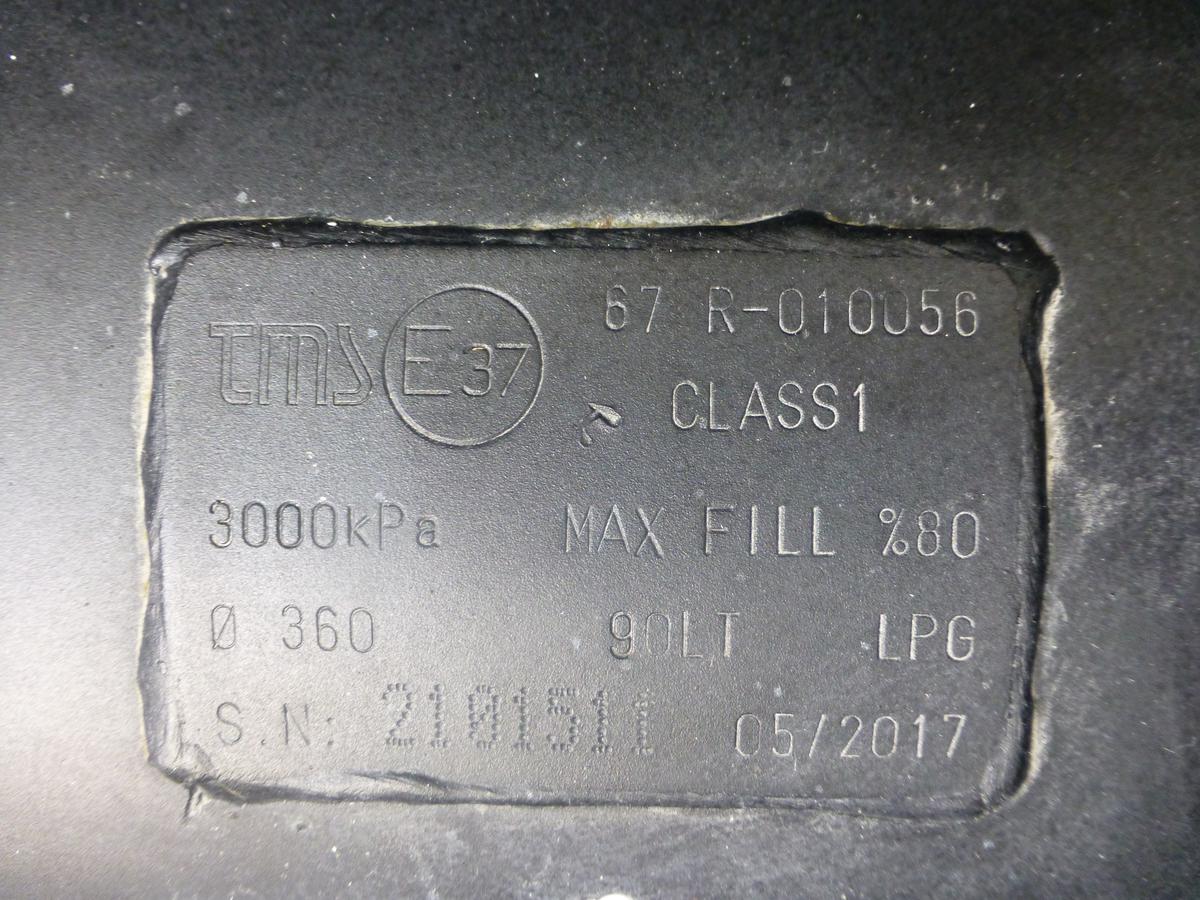 tms E 37 67 R-010056
CLASS1
3000kPa MAX FILL %80
Ø 360 90LT LPG
S.N: 05/2017